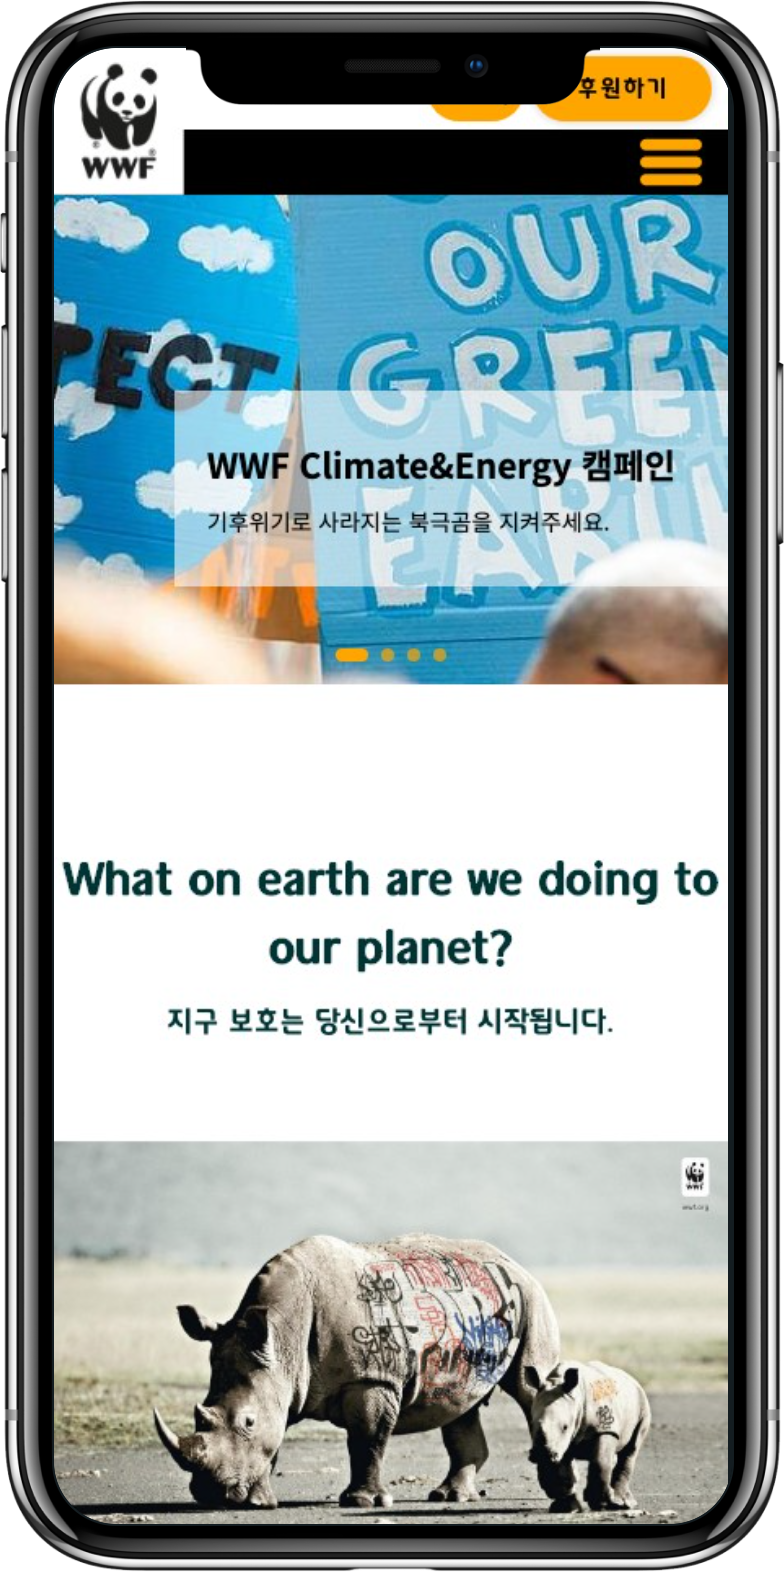 WWF
후원하기
TECT
OUR
GREEN
EARTH
WWF Climate&Energy 캠페인
기후위기로 사라지는 북극곰을 지켜주세요.
What on earth are we doing to
our planet?
지구 보호는 당신으로부터 시작됩니다.
WWF
wwf.org